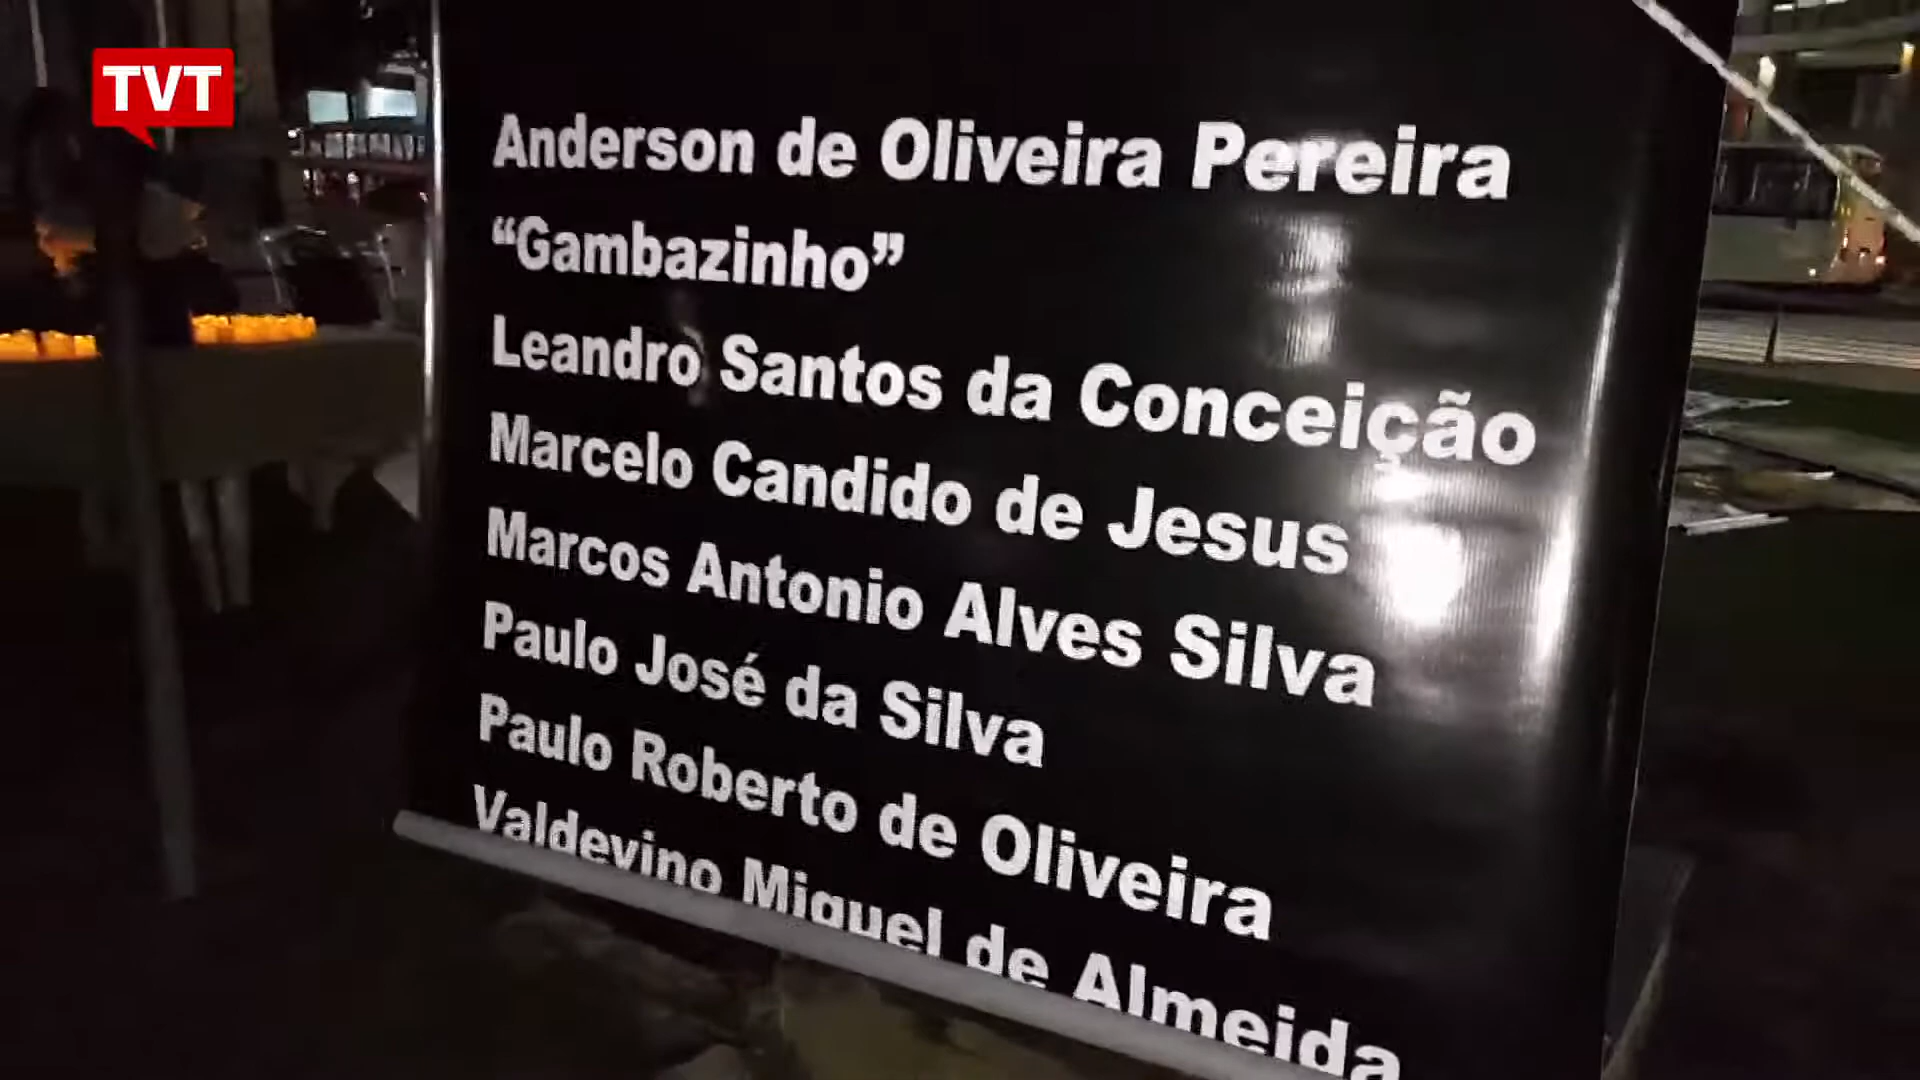 TVT
Anderson de Oliveira Pereira
“Gambazinho”
Leandro Santos da Conceição
Marcelo Candido de Jesus
Marcos Antonio Alves Silva
Paulo José da Silva
Paulo Roberto de Oliveira
Valdevino Miguel de Almeida